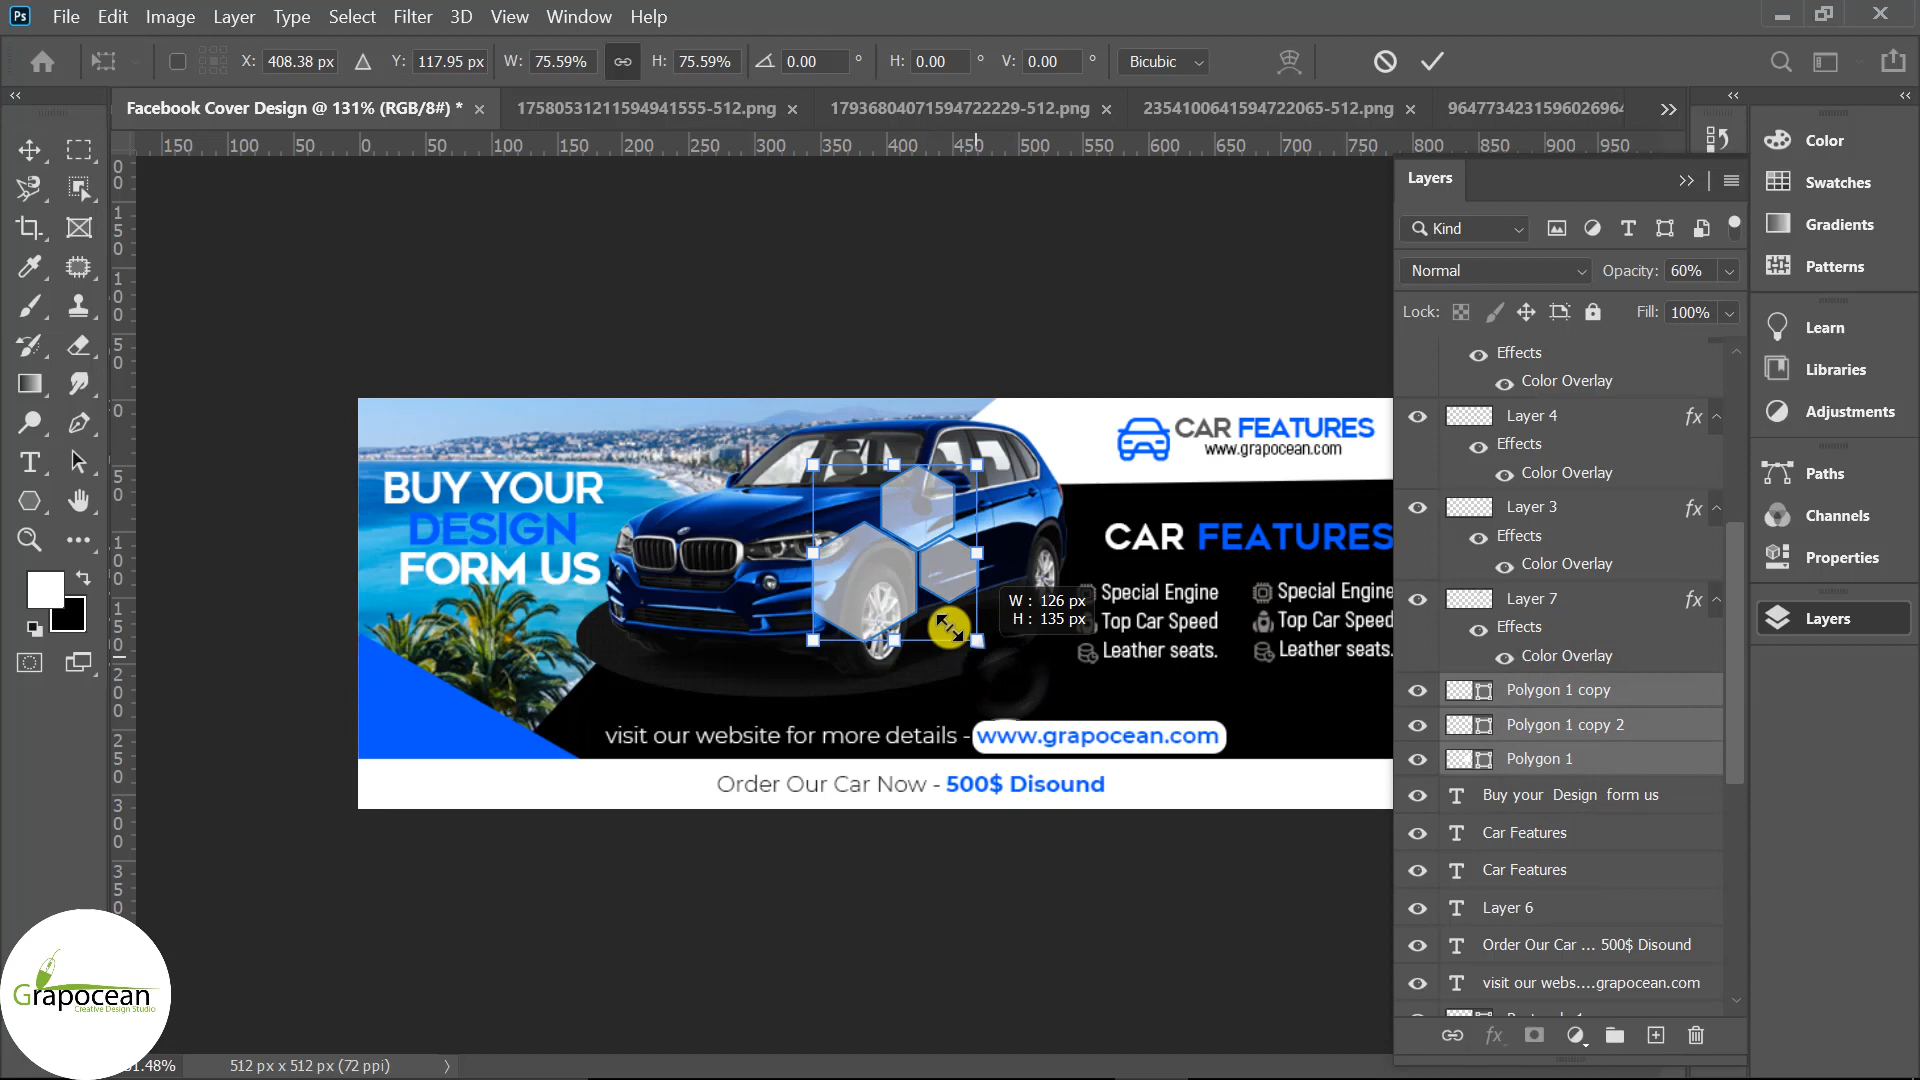 Ps File Edit Image Layer Type Select Filter 3D View Window Help
X: 408.38 px Y: 117.95 px W: 75.59% H: 75.59% 0.00 ° H: 0.00 ° V: 0.00 ° Bicubic
Facebook Cover Design @ 131% (RGB/8#) * 17580531211594941555-512.png 17936804071594722229-512.png 2354100641594722065-512.png 9647734231596026964
150 100 50 0 50 100 150 200 250 300 350 400 450 500 550 600 650 700 750 800 850 900 950
Layers
Kind
Normal Opacity: 60%
Lock: Fill: 100%
Effects
Color Overlay
Layer 4 fx
Effects
Color Overlay
Layer 3 fx
Effects
Color Overlay
Layer 7 fx
Effects
Color Overlay
Polygon 1 copy
Polygon 1 copy 2
Polygon 1
Buy your Design form us
Car Features
Car Features
Layer 6
Order Our Car ... 500$ Disound
visit our webs....grapocean.com
Color
Swatches
Gradients
Patterns
Learn
Libraries
Adjustments
Paths
Channels
Properties
Layers
BUY YOUR
DESIGN
FORM US
CAR FEATURES
www.grapocean.com
CAR FEATURES
Special Engine
Top Car Speed
Leather seats.
Special Engine
Top Car Speed
Leather seats.
W : 126 px
H : 135 px
visit our website for more details - www.grapocean.com
Order Our Car Now - 500$ Disound
Grapocean
Creative Design Studio
512 px x 512 px (72 ppi)